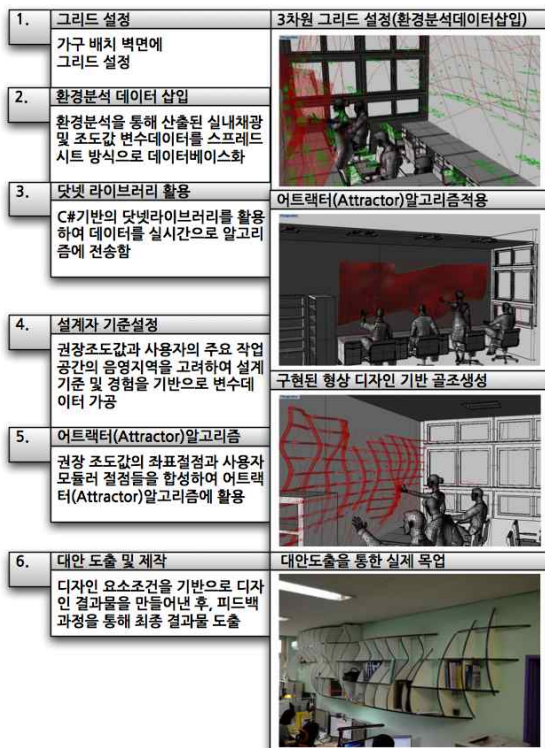 1. 그리드 설정
가구 배치 벽면에
그리드 설정
2. 환경분석 데이터 삽입
환경분석을 통해 산출된 실내채광
및 조도값 변수데이터를 스프레드
시트 방식으로 데이터베이스화
3. 닷넷 라이브러리 활용
C#기반의 닷넷라이브러리를 활용
하여 데이터를 실시간으로 알고리
즘에 전송함
4. 설계자 기준설정
권장조도값과 사용자의 주요 작업
공간의 음영지역을 고려하여 설계
기준 및 경험을 기반으로 변수데
이터 가공
5. 어트랙터(Attractor)알고리즘
권장 조도값의 좌표절점과 사용자
모듈러 절점들을 합성하여 어트랙
터(Attractor)알고리즘에 활용
6. 대안 도출 및 제작
디자인 요소조건을 기반으로 디자
인 결과물을 만들어낸 후, 피드백
과정을 통해 최종 결과물 도출
3차원 그리드 설정(환경분석데이터삽입)
어트랙터(Attractor)알고리즘적용
구현된 형상 디자인 기반 골조생성
대안도출을 통한 실제 목업